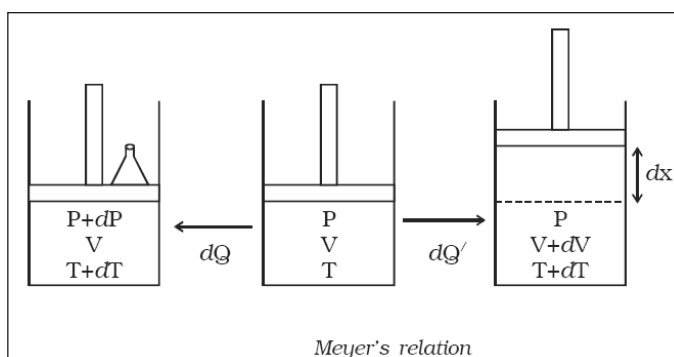 P+dP
V
T+dT
dQ
P
V
T
dQ′
P
V+dV
T+dT
dx
Meyer's relation